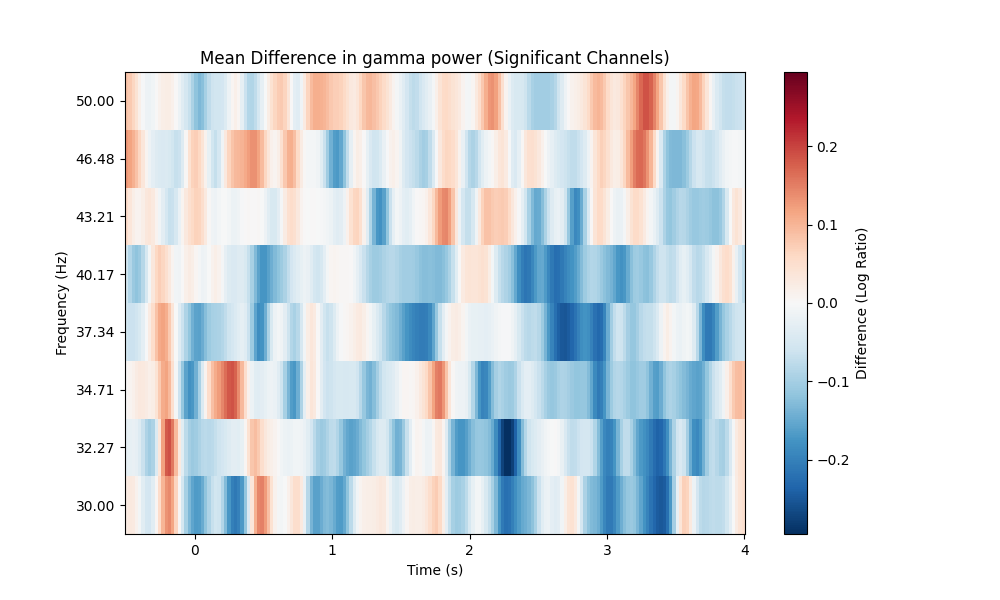 Mean Difference in gamma power (Significant Channels)
50.00
46.48
43.21
40.17
37.34
34.71
32.27
30.00
Frequency (Hz)
0 1 2 3 4
Time (s)
0.2
0.1
0.0
−0.1
−0.2
Difference (Log Ratio)